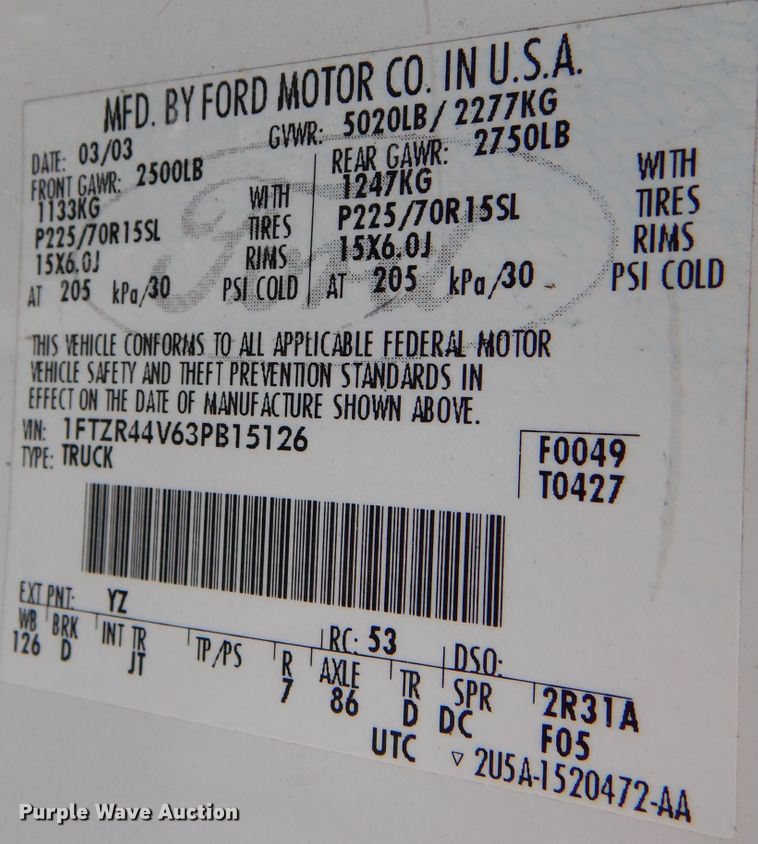 MFD. BY FORD MOTOR CO. IN U.S.A.
DATE: 03/03 GVWR: 5020LB/ 2277KG
FRONT GAWR: 2500LB REAR GAWR: 2750LB
1133KG WITH 1247KG WITH
P225/70R15SL TIRES P225/70R15SL TIRES
15X6.0J RIMS 15X6.0J RIMS
AT 205 kPa/30 PSI COLD AT 205 kPa/30 PSI COLD
Ford
THIS VEHICLE CONFORMS TO ALL APPLICABLE FEDERAL MOTOR
VEHICLE SAFETY AND THEFT PREVENTION STANDARDS IN
EFFECT ON THE DATE OF MANUFACTURE SHOWN ABOVE.
VIN: 1FTZR44V63PB15126 F0049
TYPE: TRUCK T0427
EXT PNT: YZ RC: 53 DSO:
WB BRK INT TR TP/PS R AXLE TR SPR 2R31A
126 D JT 7 86 D DC F05
UTC ▽ 2U5A-1520472-AA
Purple Wave Auction